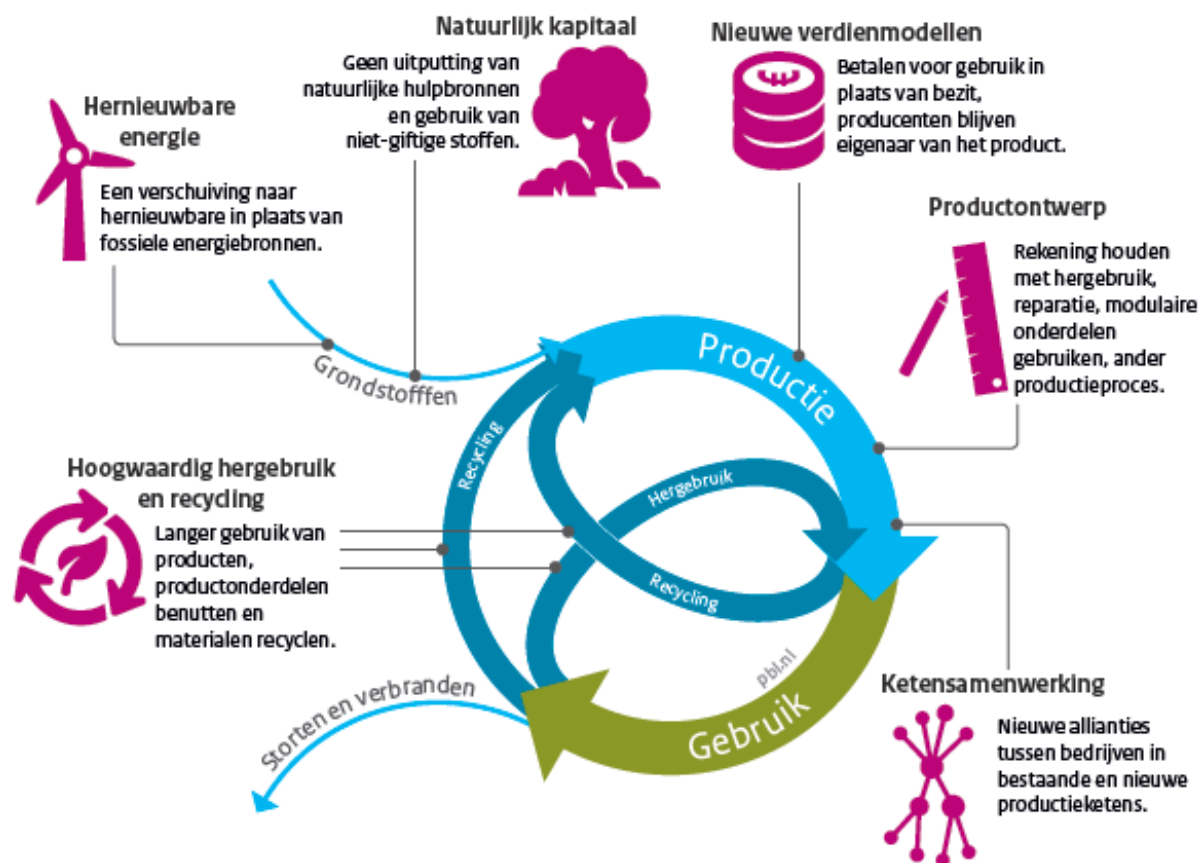 Natuurlijk kapitaal
Geen uitputting van
natuurlijke hulpbronnen
en gebruik van
niet-giftige stoffen.
Nieuwe verdienmodellen
Betalen voor gebruik in
plaats van bezit,
producenten blijven
eigenaar van het product.
Hernieuwbare
energie
Een verschuiving naar
hernieuwbare in plaats van
fossiele energiebronnen.
Productontwerp
Rekening houden
met hergebruik,
reparatie, modulaire
onderdelen
gebruiken, ander
productieproces.
Grondstofffen
Productie
Recycling
Hergebruik
Recycling
Hoogwaardig hergebruik
en recycling
Langer gebruik van
producten,
productonderdelen
benutten en
materialen recyclen.
Storten en verbranden
Gebruik
pbl.nl
Ketensamenwerking
Nieuwe allianties
tussen bedrijven in
bestaande en nieuwe
productieketens.